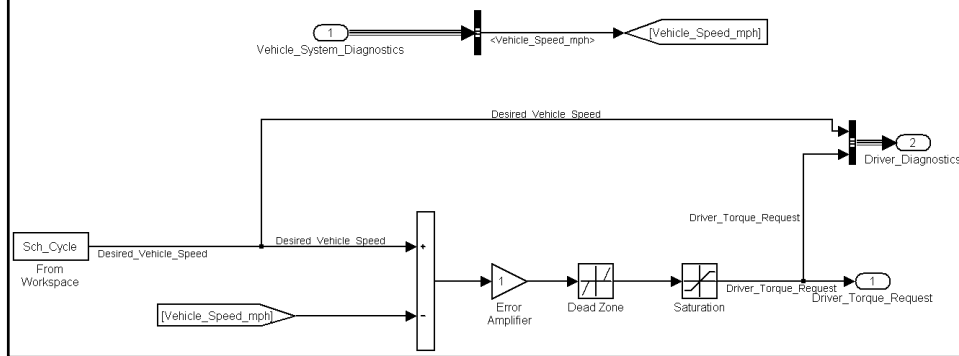 1
Vehicle_System_Diagnostics
<Vehicle_Speed_mph>
[Vehicle_Speed_mph]
Desired_Vehicle_Speed
2
Driver_Diagnostics
Driver_Torque_Request
Sch_Cycle
From
Workspace
Desired_Vehicle_Speed
Desired_Vehicle_Speed
+
-
[Vehicle_Speed_mph]
1
Error
Amplifier
Dead Zone
Saturation
Driver_Torque_Request
1
Driver_Torque_Request